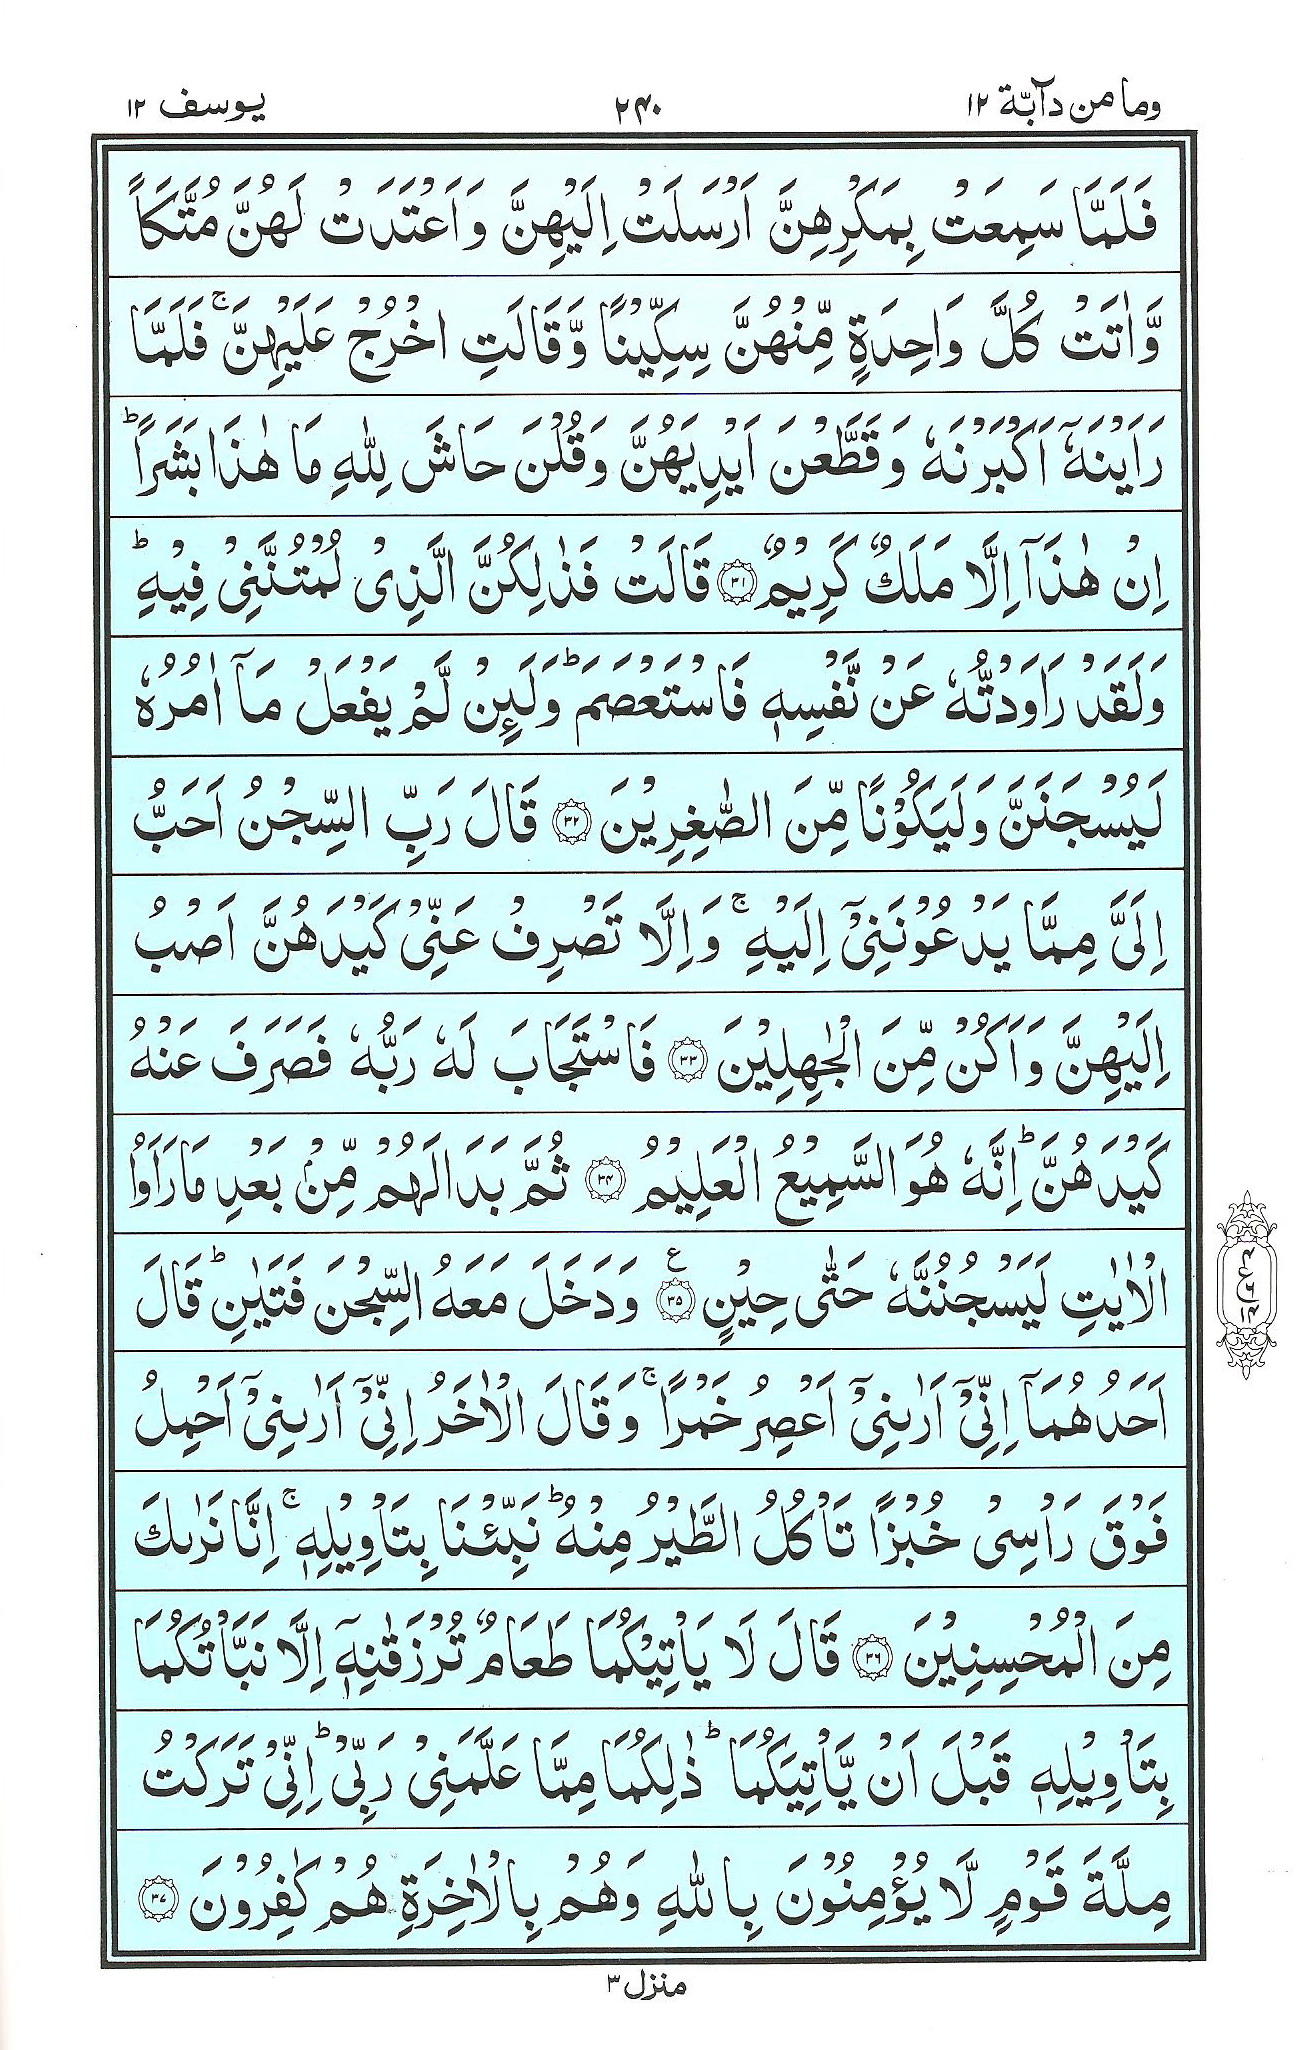 وما من دآبّة ١٢
٢٤٠
يوسف ١٢
فَلَمَّا سَمِعَتْ بِمَكْرِهِنَّ اَرْسَلَتْ اِلَيْهِنَّ وَاَعْتَدَتْ لَهُنَّ مُتَّكَاً
وَّاٰتَتْ كُلَّ وَاحِدَةٍ مِّنْهُنَّ سِكِّيْنًا وَّقَالَتِ اخْرُجْ عَلَيْهِنَّ ۚ فَلَمَّا
رَاَيْنَهٗٓ اَكْبَرْنَهٗ وَقَطَّعْنَ اَيْدِيَهُنَّ وَقُلْنَ حَاشَ لِلّٰهِ مَا هٰذَا بَشَرًا ؕ
اِنْ هٰذَاۤ اِلَّا مَلَكٌ كَرِيْمٌ ۝٣١ قَالَتْ فَذٰلِكُنَّ الَّذِىْ لُمْتُنَّنِىْ فِيْهِ ؕ
وَلَقَدْ رَاوَدْتُّهٗ عَنْ نَّفْسِهٖ فَاسْتَعْصَمَ ؕ وَلَئِنْ لَّمْ يَفْعَلْ مَاۤ اٰمُرُهٗ
لَيُسْجَنَنَّ وَلَيَكُوْنًا مِّنَ الصّٰغِرِيْنَ ۝٣٢ قَالَ رَبِّ السِّجْنُ اَحَبُّ
اِلَىَّ مِمَّا يَدْعُوْنَنِىْۤ اِلَيْهِ ۚ وَاِلَّا تَصْرِفْ عَنِّىْ كَيْدَهُنَّ اَصْبُ
اِلَيْهِنَّ وَاَكُنْ مِّنَ الْجٰهِلِيْنَ ۝٣٣ فَاسْتَجَابَ لَهٗ رَبُّهٗ فَصَرَفَ عَنْهُ
كَيْدَهُنَّ ؕ اِنَّهٗ هُوَ السَّمِيْعُ الْعَلِيْمُ ۝٣٤ ثُمَّ بَدَا لَهُمْ مِّنْۢ بَعْدِ مَا رَاَوُا
الْاٰيٰتِ لَيَسْجُنُنَّهٗ حَتّٰى حِيْنٍ ۝٣٥ ع وَدَخَلَ مَعَهُ السِّجْنَ فَتَيٰنِ ؕ قَالَ
اَحَدُهُمَاۤ اِنِّىْۤ اَرٰىنِىْۤ اَعْصِرُ خَمْرًا ۚ وَقَالَ الْاٰخَرُ اِنِّىْۤ اَرٰىنِىْۤ اَحْمِلُ
فَوْقَ رَاْسِىْ خُبْزًا تَاْكُلُ الطَّيْرُ مِنْهُ ؕ نَبِّئْنَا بِتَاْوِيْلِهٖ ۚ اِنَّا نَرٰىكَ
مِنَ الْمُحْسِنِيْنَ ۝٣٦ قَالَ لَا يَاْتِيْكُمَا طَعَامٌ تُرْزَقٰنِهٖۤ اِلَّا نَبَّاْتُكُمَا
بِتَاْوِيْلِهٖ قَبْلَ اَنْ يَّاْتِيَكُمَا ؕ ذٰلِكُمَا مِمَّا عَلَّمَنِىْ رَبِّىْ ؕ اِنِّىْ تَرَكْتُ
مِلَّةَ قَوْمٍ لَّا يُؤْمِنُوْنَ بِاللّٰهِ وَهُمْ بِالْاٰخِرَةِ هُمْ كٰفِرُوْنَ ۝٣٧
٤
ع ٦
١٤
منزل ٣